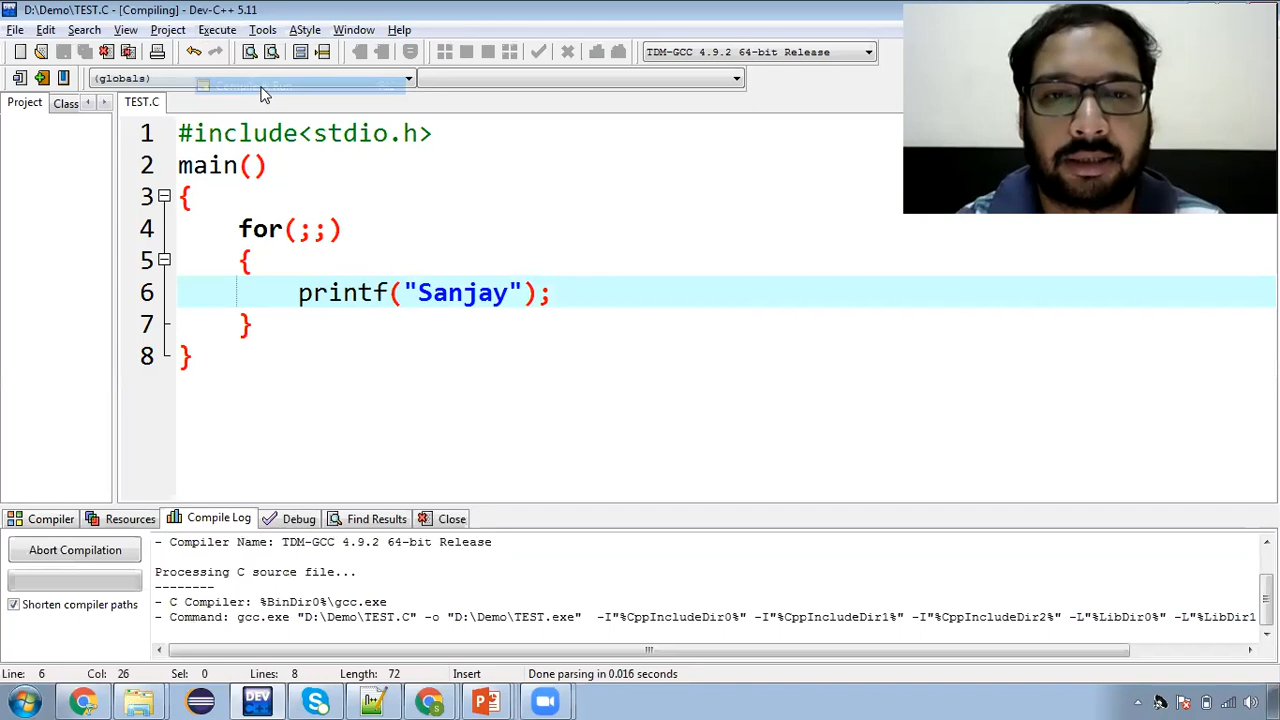 D:\Demo\TEST.C - [Compiling] - Dev-C++ 5.11
File Edit Search View Project Execute Tools AStyle Window Help
TDM-GCC 4.9.2 64-bit Release
(globals)
Compile & Run
Project Class TEST.C
1 #include<stdio.h>
2 main()
3 {
4 for(;;)
5 {
6 printf("Sanjay");
7 }
8 }
Compiler Resources Compile Log Debug Find Results Close
Abort Compilation
Shorten compiler paths
- Compiler Name: TDM-GCC 4.9.2 64-bit Release
Processing C source file...
--------
- C Compiler: %BinDir0%\gcc.exe
- Command: gcc.exe "D:\Demo\TEST.C" -o "D:\Demo\TEST.exe" -I"%CppIncludeDir0%" -I"%CppIncludeDir1%" -I"%CppIncludeDir2%" -L"%LibDir0%" -L"%LibDir1
Line: 6 Col: 26 Sel: 0 Lines: 8 Length: 72 Insert Done parsing in 0.016 seconds
DEV